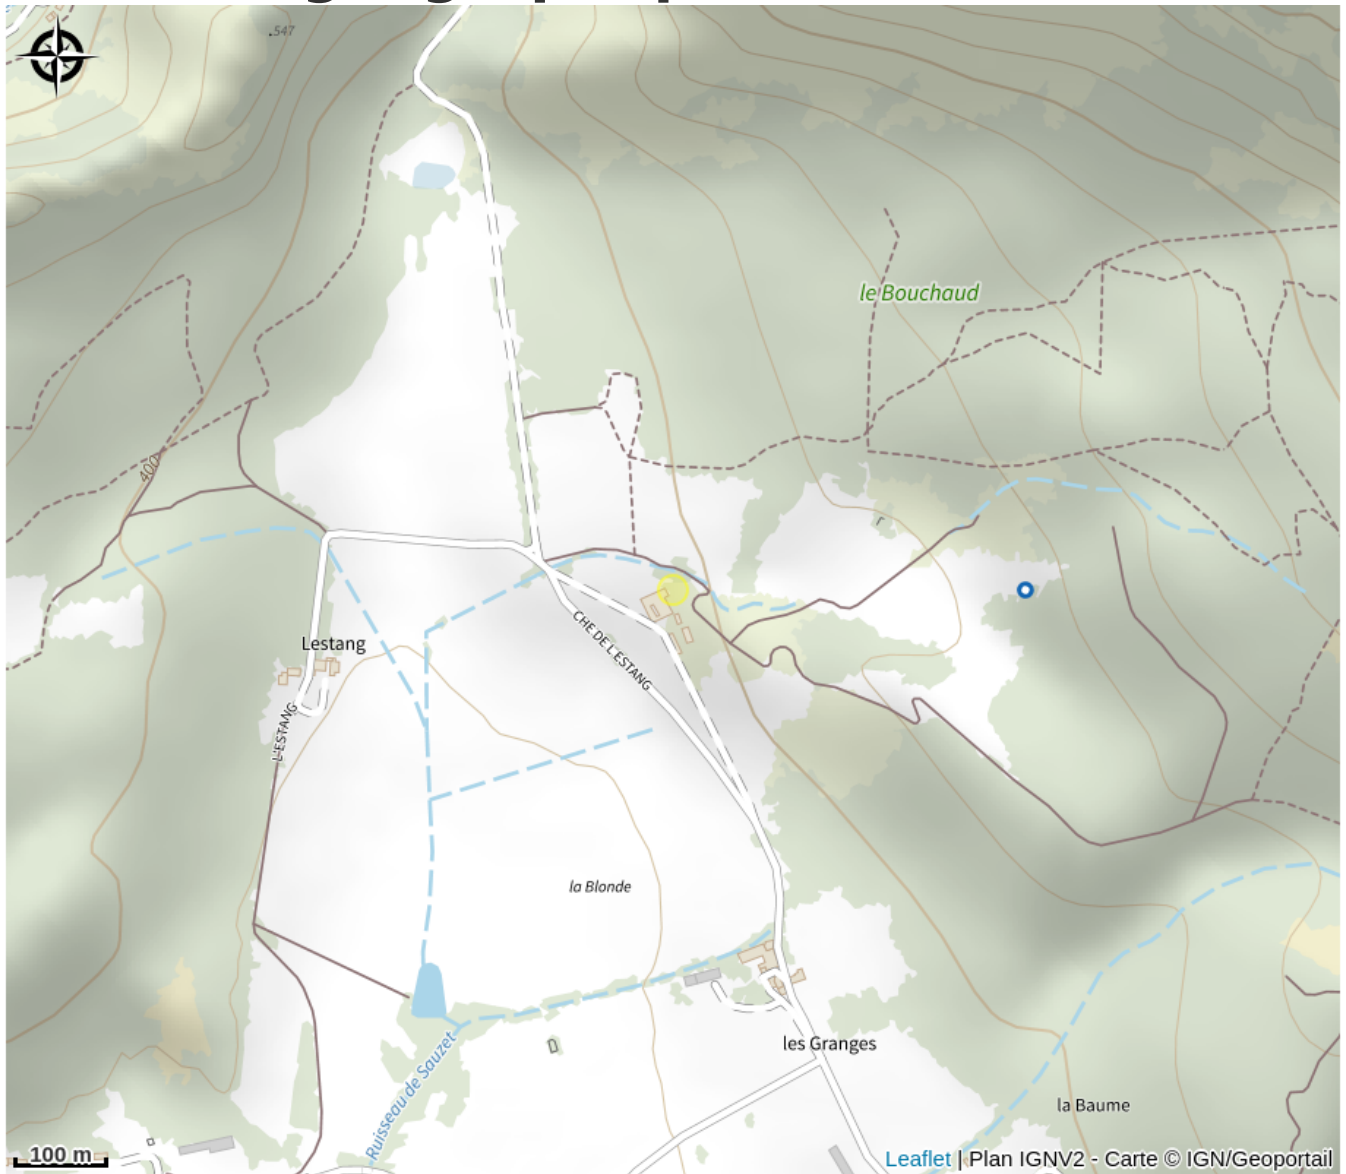 .547
le Bouchaud
400
r
Lestang
CHE DE L'ESTANG
L'ESTANG
la Blonde
les Granges
Ruisseau de Sauzet
la Baume
100 m
Leaflet | Plan IGNV2 - Carte © IGN/Geoportail